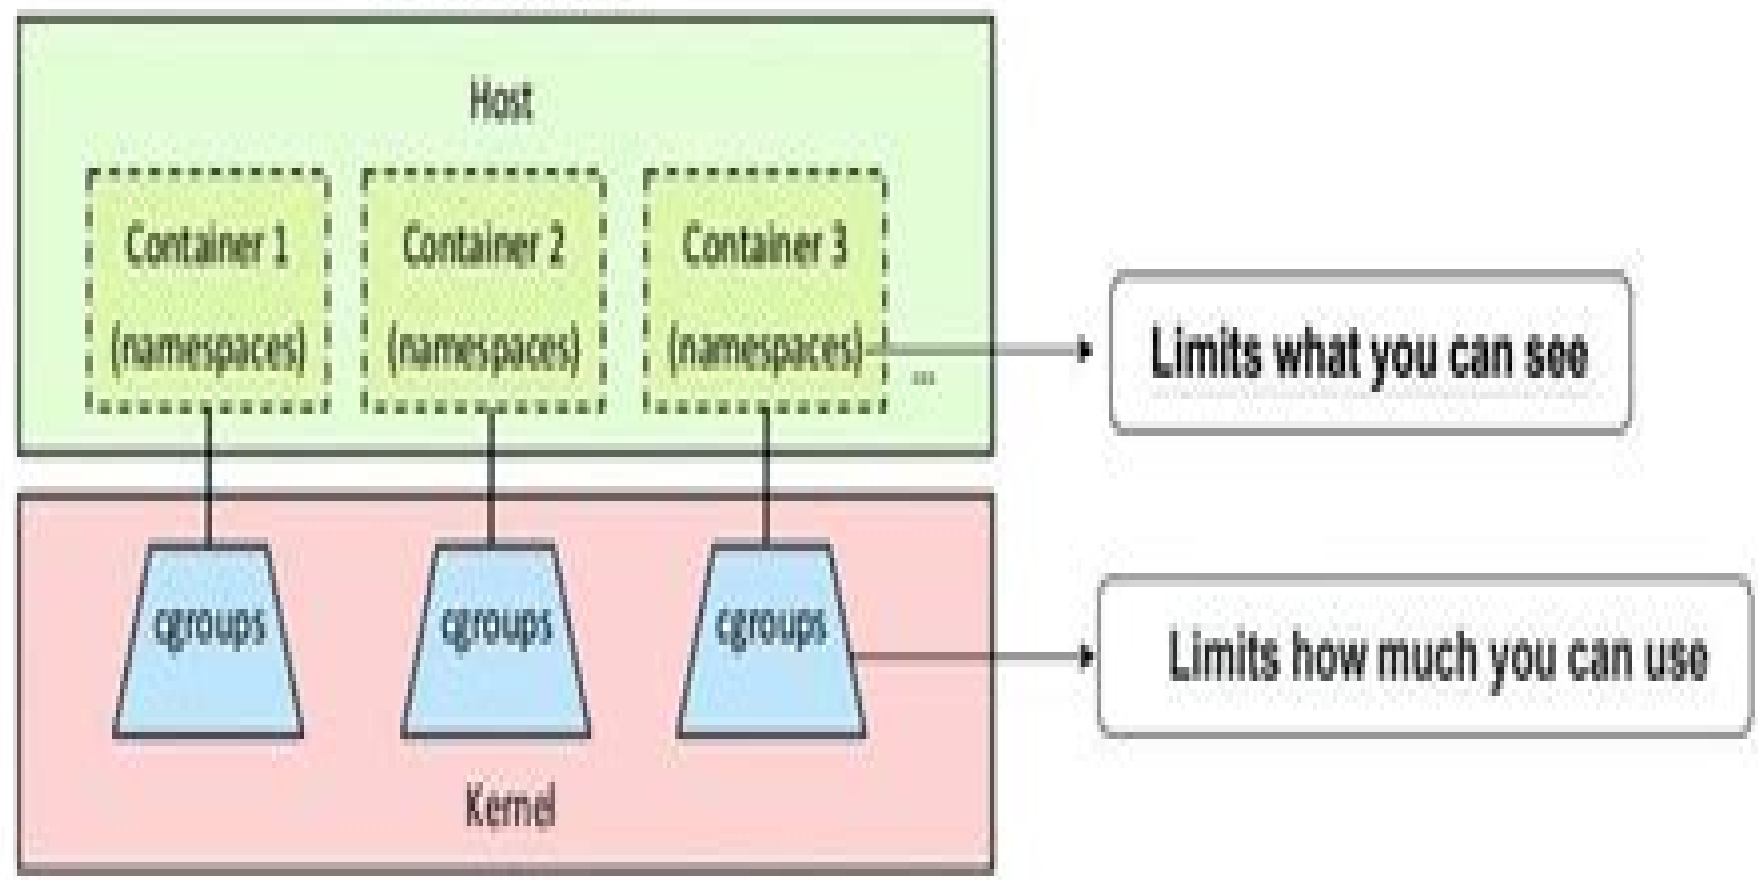 Host
Container 1
(namespaces)
Container 2
(namespaces)
Container 3
(namespaces)
...
Limits what you can see
cgroups
cgroups
cgroups
Limits how much you can use
Kernel